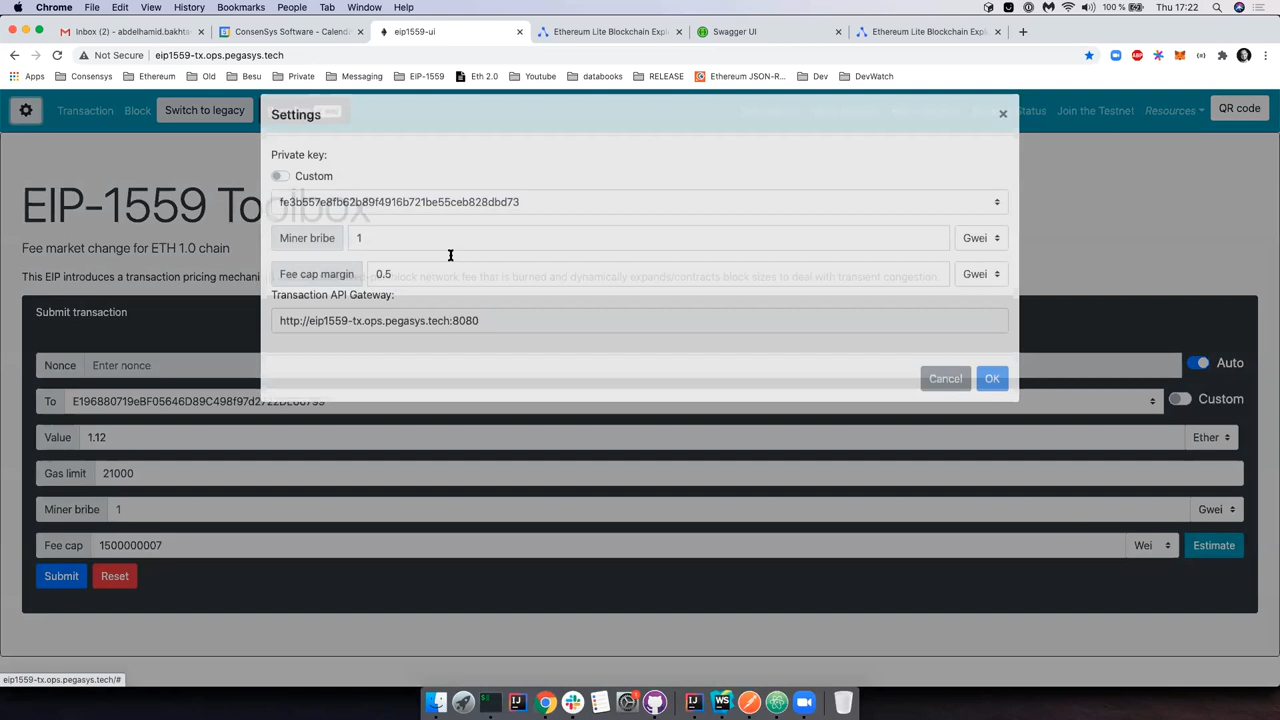 Chrome File Edit View History Bookmarks People Tab Window Help 100 % Thu 17:22
Inbox (2) - abdelhamid.bakhta ConsenSys Software - Calenda eip1559-ui Ethereum Lite Blockchain Expl Swagger UI Ethereum Lite Blockchain Expl
Not Secure eip1559-tx.ops.pegasys.tech
Apps Consensys Ethereum Old Besu Private Messaging EIP-1559 Eth 2.0 Youtube databooks RELEASE Ethereum JSON-R... Dev DevWatch
Transaction Block Switch to legacy Status Join the Testnet Resources QR code
Settings
Private key:
Custom
fe3b557e8fb62b89f4916b721be55ceb828dbd73
EIP-1559 Toolbox
Miner bribe 1 Gwei
Fee market change for ETH 1.0 chain
Fee cap margin 0.5 Gwei
This EIP introduces a transaction pricing mechani block network fee that is burned and dynamically expands/contracts block sizes to deal with transient congestion.
Transaction API Gateway:
http://eip1559-tx.ops.pegasys.tech:8080
Cancel OK
Submit transaction
Nonce Enter nonce Auto
To Custom
Value 1.12 Ether
Gas limit 21000
Miner bribe 1 Gwei
Fee cap 1500000007 Wei Estimate
Submit Reset
eip1559-tx.ops.pegasys.tech/#